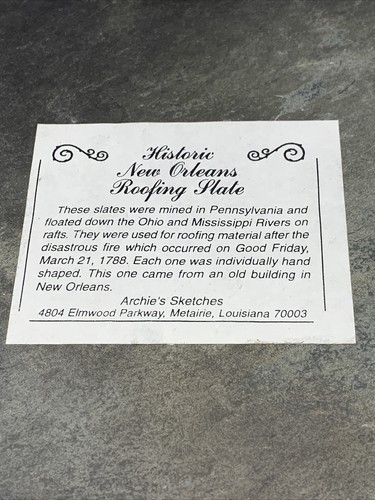 Historic
New Orleans
Roofing Slate
These slates were mined in Pennsylvania and
floated down the Ohio and Mississippi Rivers on
rafts. They were used for roofing material after the
disastrous fire which occurred on Good Friday,
March 21, 1788. Each one was individually hand
shaped. This one came from an old building in
New Orleans.
Archie's Sketches
4804 Elmwood Parkway, Metairie, Louisiana 70003